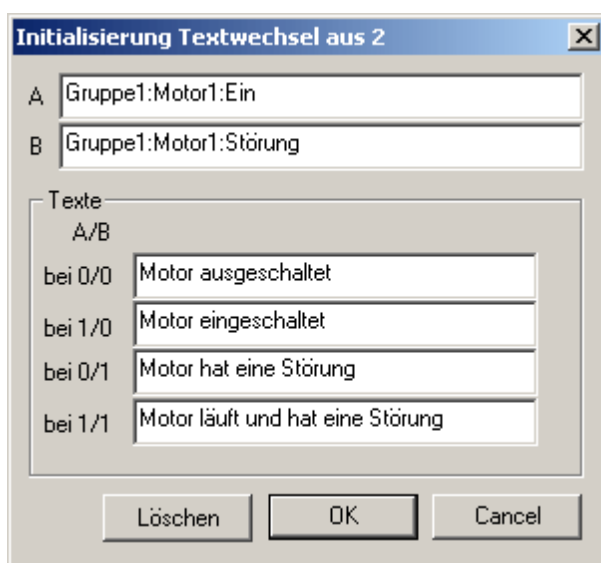 Initialisierung Textwechsel aus 2
A Gruppe1:Motor1:Ein
B Gruppe1:Motor1:Störung
Texte
A/B
bei 0/0 Motor ausgeschaltet
bei 1/0 Motor eingeschaltet
bei 0/1 Motor hat eine Störung
bei 1/1 Motor läuft und hat eine Störung
Löschen OK Cancel